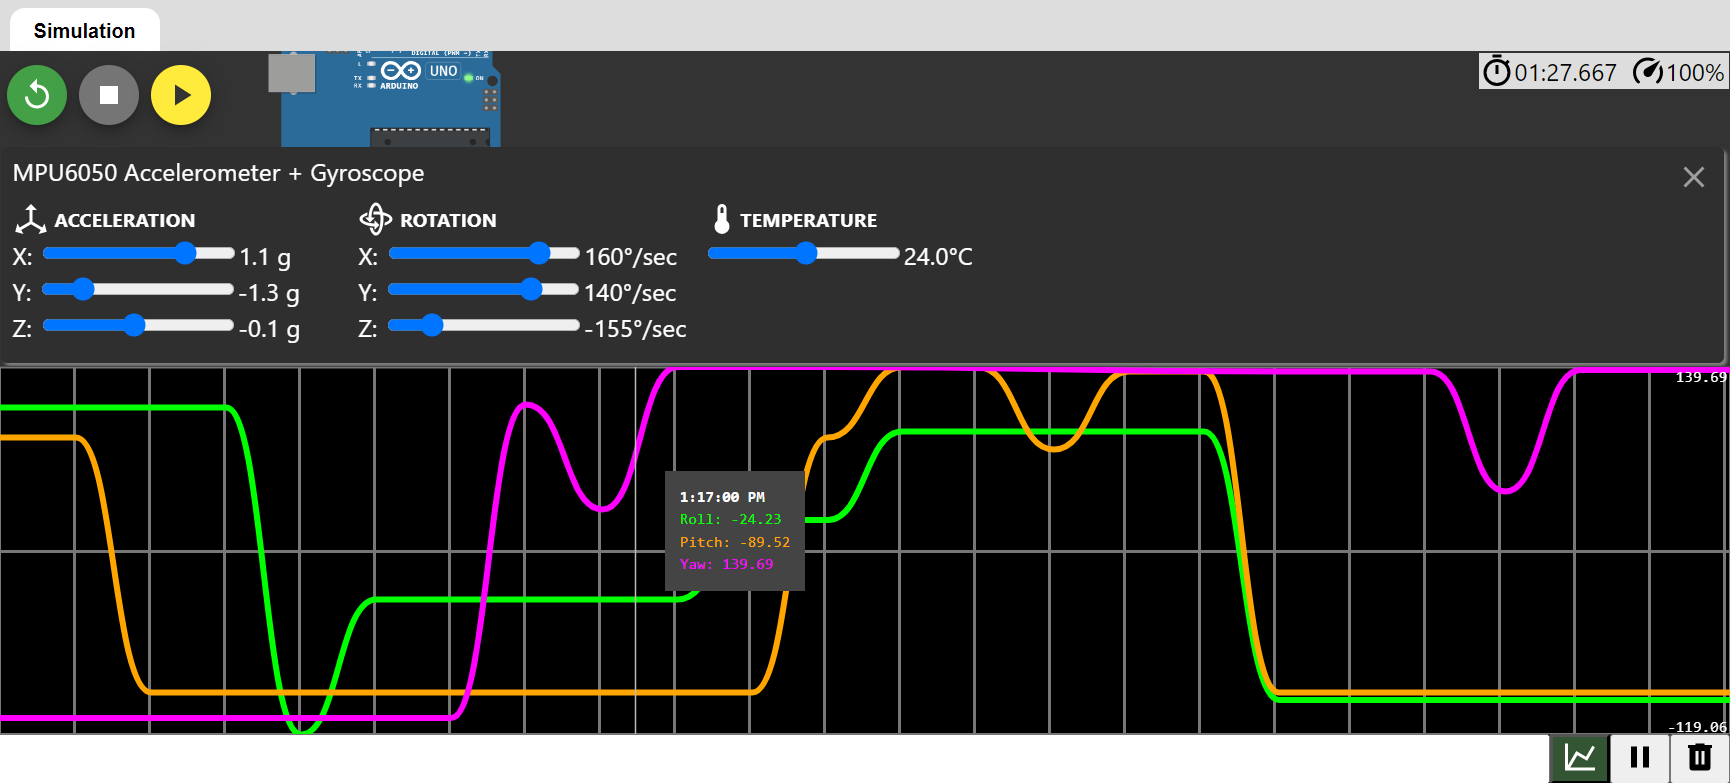 Simulation
DIGITAL (PWM ~)
L
TX
RX
UNO
ON
ARDUINO
01:27.667
100%
MPU6050 Accelerometer + Gyroscope
ACCELERATION
X: 1.1 g
Y: -1.3 g
Z: -0.1 g
ROTATION
X: 160°/sec
Y: 140°/sec
Z: -155°/sec
TEMPERATURE
24.0°C
139.69
1:17:00 PM
Roll: -24.23
Pitch: -89.52
Yaw: 139.69
-119.06